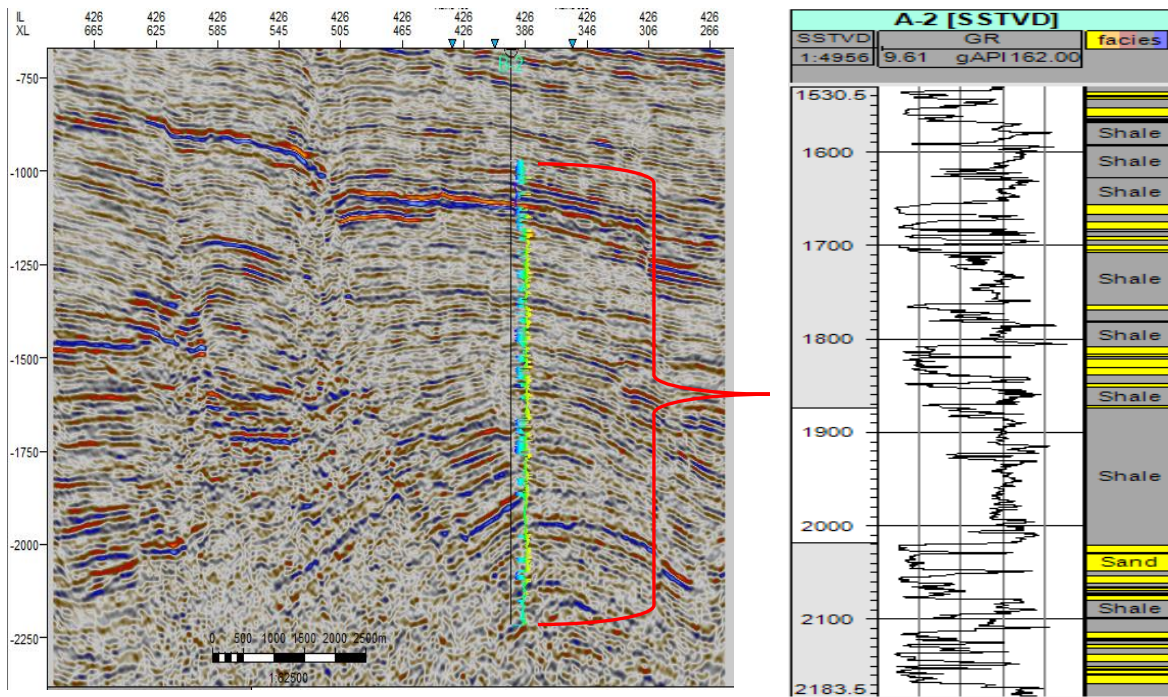 IL 426 426 426 426 426 426 426 426 426 426 426
XL 665 625 585 545 505 465 426 386 346 306 266
-750
-1000
-1250
-1500
-1750
-2000
-2250
0 500 1000 1500 2000 2500m
1:62500
A-2 [SSTVD]
SSTVD GR facies
1:4956 9.61 gAPI 162.00
1530.5
Shale
1600
Shale
Shale
1700
Shale
1800
Shale
Shale
1900
Shale
2000
Sand
Shale
2100
2183.5